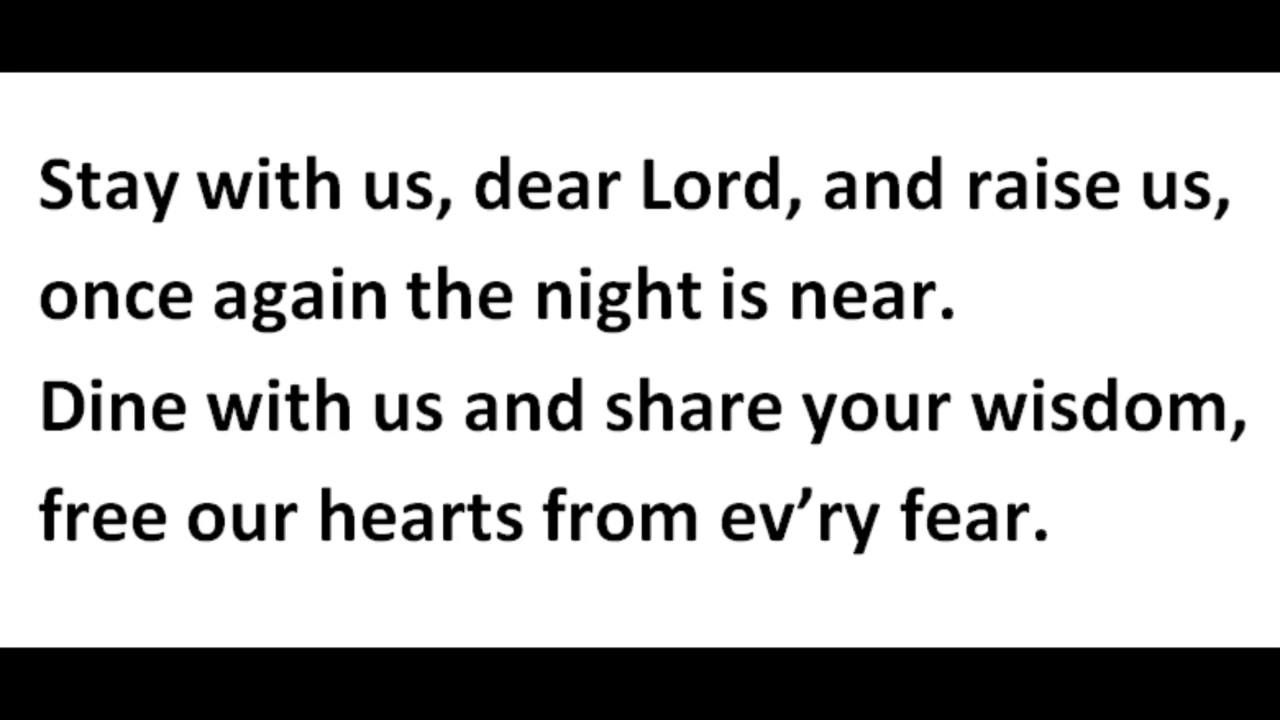 Stay with us, dear Lord, and raise us,
once again the night is near.
Dine with us and share your wisdom,
free our hearts from ev’ry fear.